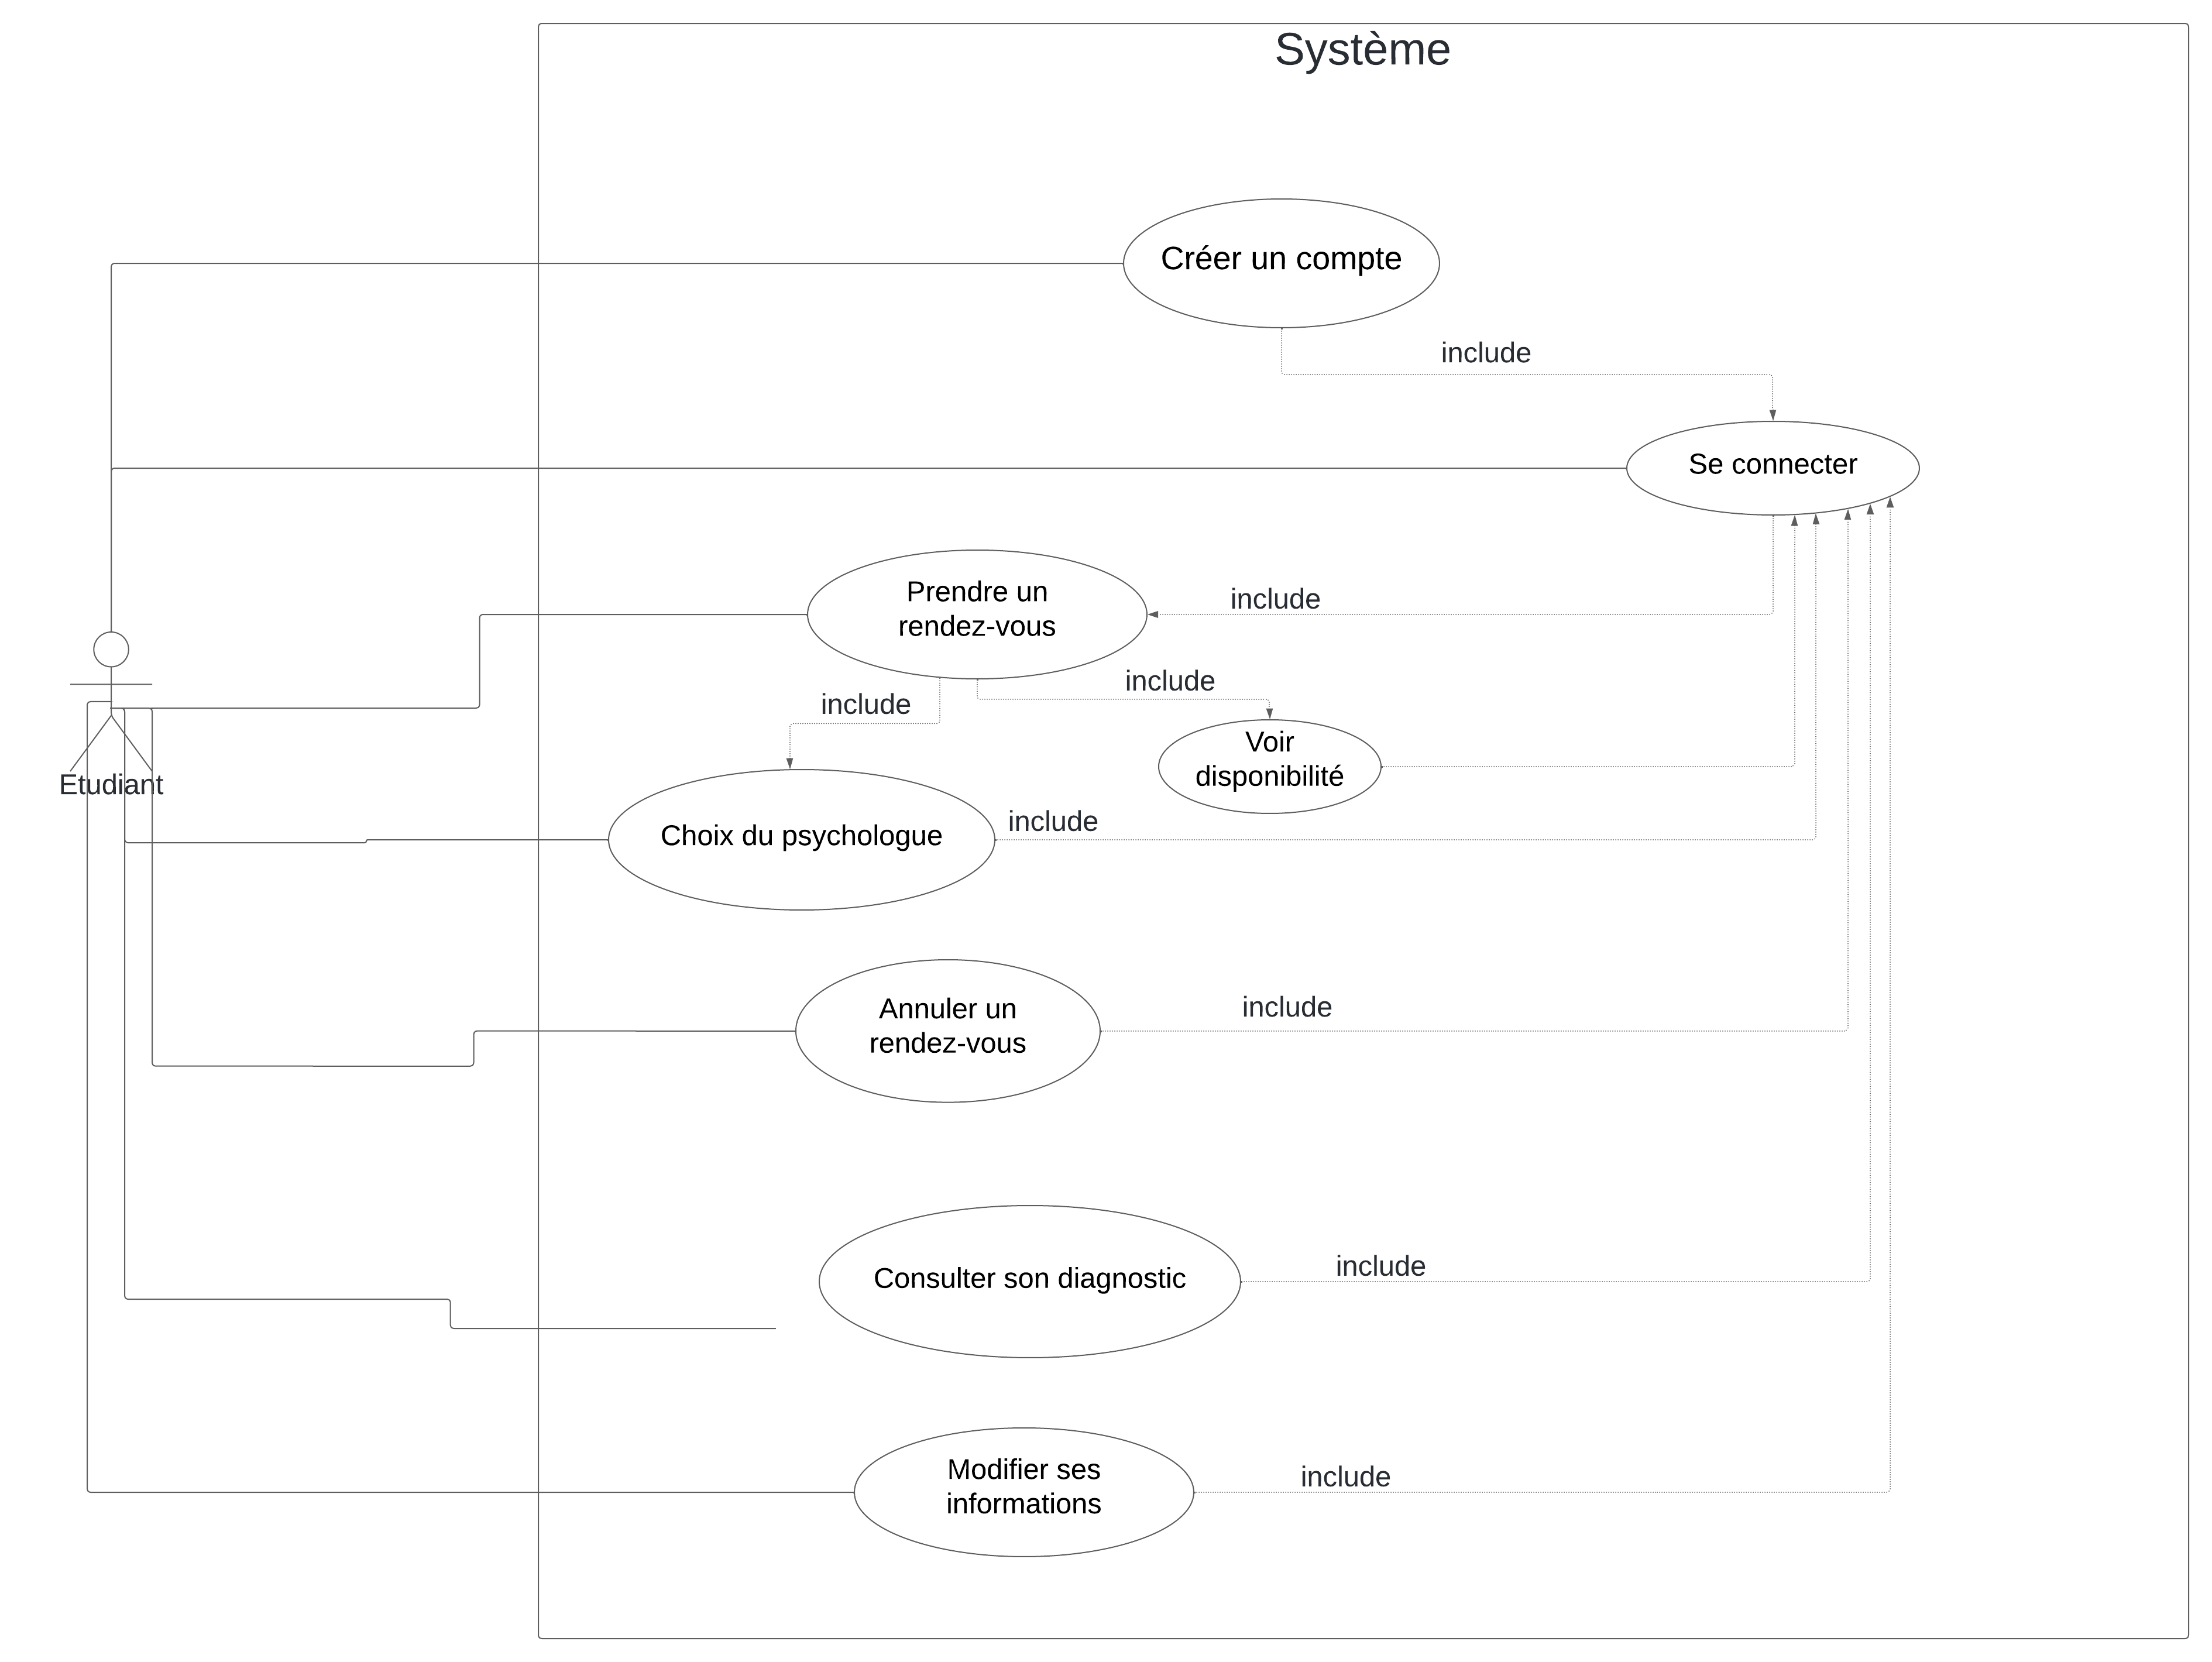 Système
Créer un compte
include
Se connecter
Prendre un
rendez-vous
include
include
include
Voir
disponibilité
Etudiant
Choix du psychologue
include
Annuler un
rendez-vous
include
Consulter son diagnostic
include
Modifier ses
informations
include